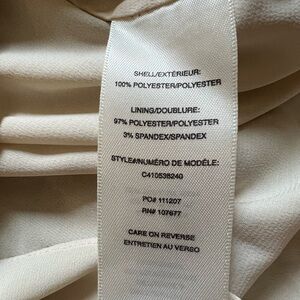 SHELL/EXTÉRIEUR:
100% POLYESTER/POLYESTER
LINING/DOUBLURE:
97% POLYESTER/POLYESTER
3% SPANDEX/SPANDEX
STYLE#/NUMÉRO DE MODÈLE:
C410538240
PO# 111207
RN# 107677
CARE ON REVERSE
ENTRETIEN AU VERSO